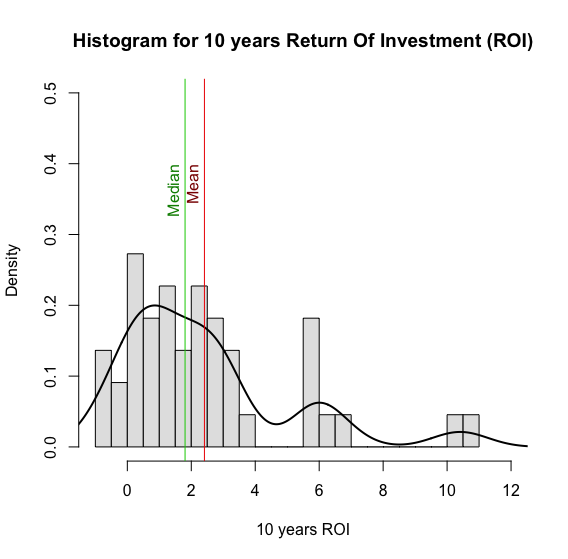 Histogram for 10 years Return Of Investment (ROI)
0.5
0.4
0.3
0.2
0.1
0.0
Density
Median
Mean
0 2 4 6 8 10 12
10 years ROI